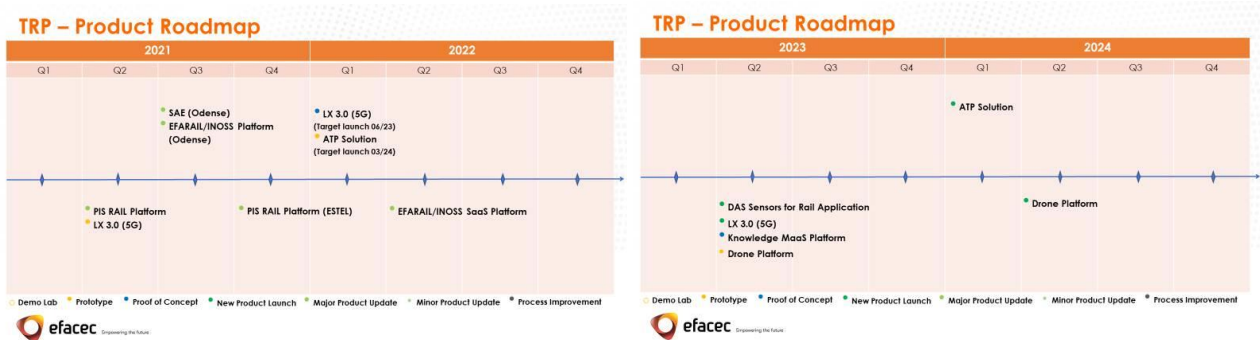 TRP – Product Roadmap
2021 2022
Q1 Q2 Q3 Q4 Q1 Q2 Q3 Q4
SAE (Odense)
EFARAIL/INOSS Platform
(Odense)
LX 3.0 (5G)
(Target launch 06/23)
ATP Solution
(Target launch 03/24)
PIS RAIL Platform
LX 3.0 (5G)
PIS RAIL Platform (ESTEL)
EFARAIL/INOSS SaaS Platform
Demo Lab Prototype Proof of Concept New Product Launch Major Product Update Minor Product Update Process Improvement
efacec Empowering the future
TRP – Product Roadmap
2023 2024
Q1 Q2 Q3 Q4 Q1 Q2 Q3 Q4
ATP Solution
DAS Sensors for Rail Application
LX 3.0 (5G)
Knowledge MaaS Platform
Drone Platform
Drone Platform
Demo Lab Prototype Proof of Concept New Product Launch Major Product Update Minor Product Update Process Improvement
efacec Empowering the future